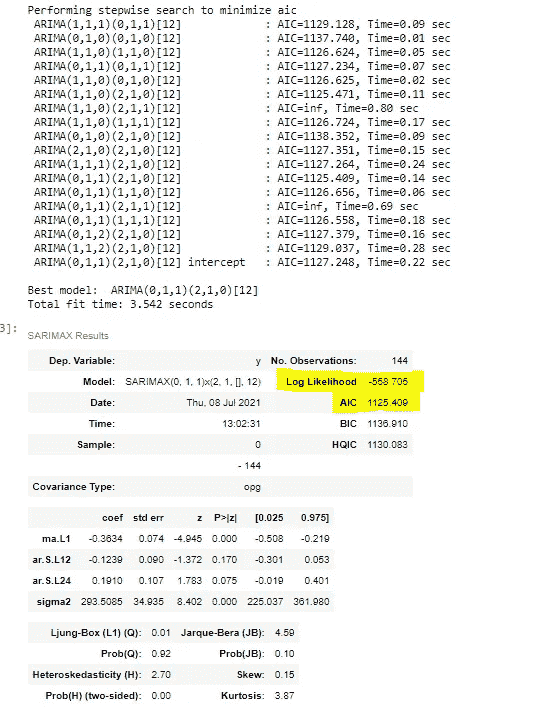 Performing stepwise search to minimize aic
ARIMA(1,1,1)(0,1,1)[12] : AIC=1129.128, Time=0.09 sec
ARIMA(0,1,0)(0,1,0)[12] : AIC=1137.740, Time=0.01 sec
ARIMA(1,1,0)(1,1,0)[12] : AIC=1126.624, Time=0.05 sec
ARIMA(0,1,1)(0,1,1)[12] : AIC=1127.234, Time=0.07 sec
ARIMA(1,1,0)(0,1,0)[12] : AIC=1126.625, Time=0.02 sec
ARIMA(1,1,0)(2,1,0)[12] : AIC=1125.471, Time=0.11 sec
ARIMA(1,1,0)(2,1,1)[12] : AIC=inf, Time=0.80 sec
ARIMA(1,1,0)(1,1,1)[12] : AIC=1126.724, Time=0.17 sec
ARIMA(0,1,0)(2,1,0)[12] : AIC=1138.352, Time=0.09 sec
ARIMA(2,1,0)(2,1,0)[12] : AIC=1127.351, Time=0.15 sec
ARIMA(1,1,1)(2,1,0)[12] : AIC=1127.264, Time=0.24 sec
ARIMA(0,1,1)(2,1,0)[12] : AIC=1125.409, Time=0.14 sec
ARIMA(0,1,1)(1,1,0)[12] : AIC=1126.656, Time=0.06 sec
ARIMA(0,1,1)(2,1,1)[12] : AIC=inf, Time=0.69 sec
ARIMA(0,1,1)(1,1,1)[12] : AIC=1126.558, Time=0.18 sec
ARIMA(0,1,2)(2,1,0)[12] : AIC=1127.379, Time=0.16 sec
ARIMA(1,1,2)(2,1,0)[12] : AIC=1129.037, Time=0.28 sec
ARIMA(0,1,1)(2,1,0)[12] intercept : AIC=1127.248, Time=0.22 sec
Best model: ARIMA(0,1,1)(2,1,0)[12]
Total fit time: 3.542 seconds
3]: SARIMAX Results
Dep. Variable: y No. Observations: 144
Model: SARIMAX(0, 1, 1)x(2, 1, [], 12) Log Likelihood -558.705
Date: Thu, 08 Jul 2021 AIC 1125.409
Time: 13:02:31 BIC 1136.910
Sample: 0 HQIC 1130.083
- 144
Covariance Type: opg
coef std err z P>|z| [0.025 0.975]
ma.L1 -0.3634 0.074 -4.945 0.000 -0.508 -0.219
ar.S.L12 -0.1239 0.090 -1.372 0.170 -0.301 0.053
ar.S.L24 0.1910 0.107 1.783 0.075 -0.019 0.401
sigma2 293.5085 34.935 8.402 0.000 225.037 361.980
Ljung-Box (L1) (Q): 0.01 Jarque-Bera (JB): 4.59
Prob(Q): 0.92 Prob(JB): 0.10
Heteroskedasticity (H): 2.70 Skew: 0.15
Prob(H) (two-sided): 0.00 Kurtosis: 3.87